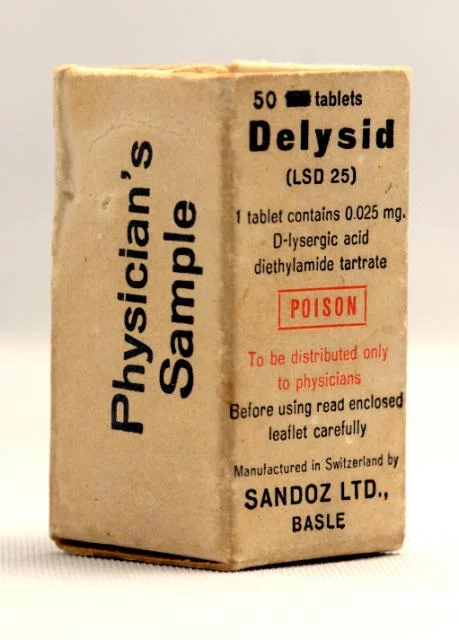 Physician's
Sample
50 tablets
Delysid
(LSD 25)
1 tablet contains 0.025 mg.
D-lysergic acid
diethylamide tartrate
POISON
To be distributed only
to physicians
Before using read enclosed
leaflet carefully
Manufactured in Switzerland by
SANDOZ LTD.,
BASLE